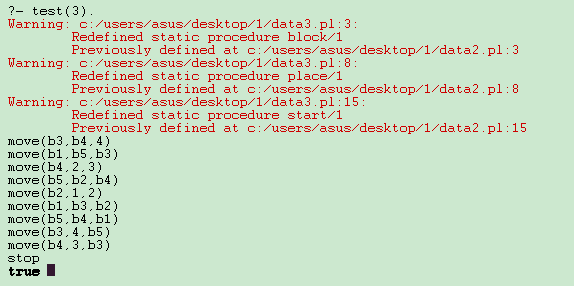 ?- test(3).
Warning: c:/users/asus/desktop/1/data3.pl:3:
Redefined static procedure block/1
Previously defined at c:/users/asus/desktop/1/data2.pl:3
Warning: c:/users/asus/desktop/1/data3.pl:8:
Redefined static procedure place/1
Previously defined at c:/users/asus/desktop/1/data2.pl:8
Warning: c:/users/asus/desktop/1/data3.pl:15:
Redefined static procedure start/1
Previously defined at c:/users/asus/desktop/1/data2.pl:15
move(b3,b4,4)
move(b1,b5,b3)
move(b4,2,3)
move(b5,b2,b4)
move(b2,1,2)
move(b1,b3,b2)
move(b5,b4,b1)
move(b3,4,b5)
move(b4,3,b3)
stop
true